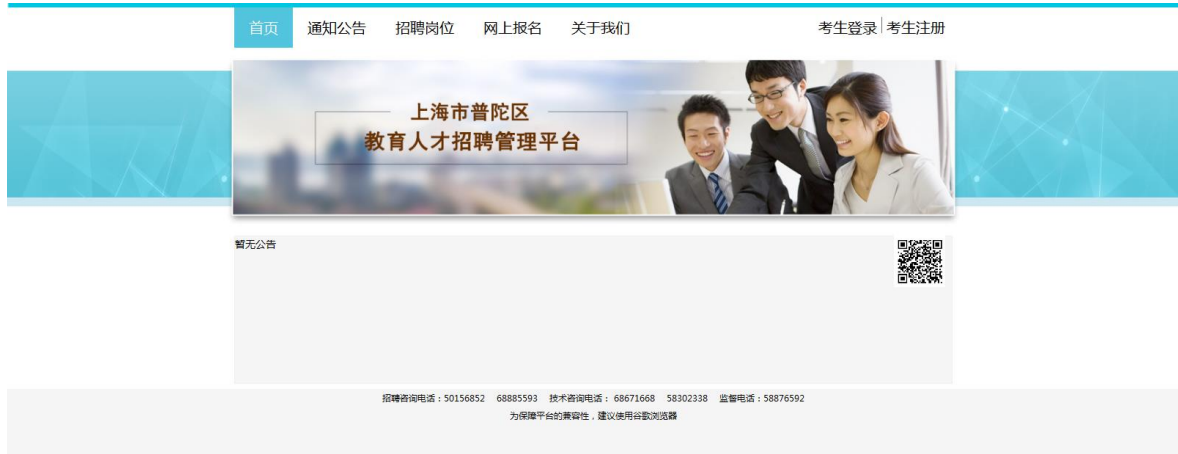 首页 通知公告 招聘岗位 网上报名 关于我们 考生登录 考生注册
上海市普陀区
教育人才招聘管理平台
暂无公告
招聘咨询电话：50156852 68885593 技术咨询电话： 68671668 58302338 监督电话：58876592
为保障平台的兼容性，建议使用谷歌浏览器